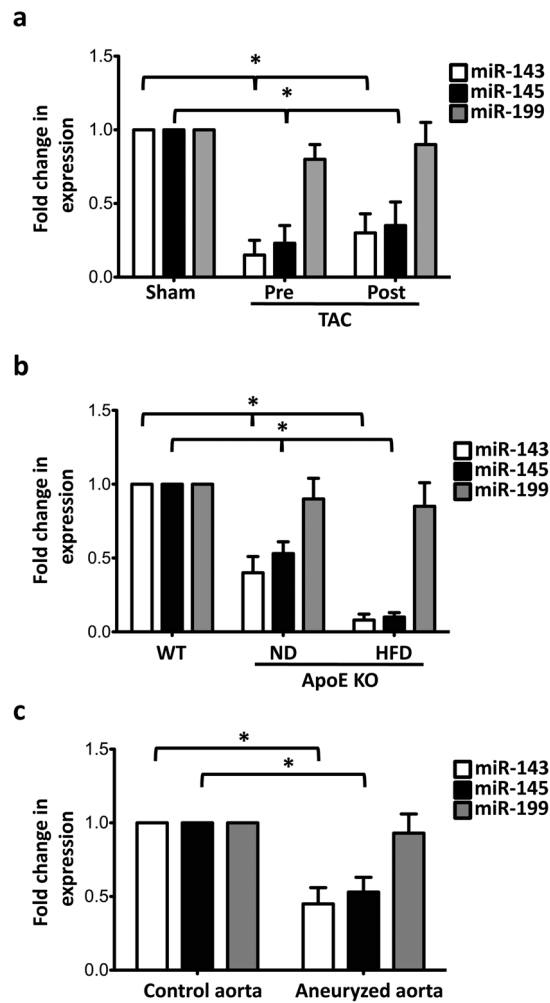 a
1.5
1.0
0.5
0.0
Fold change in
expression
*
*
miR-143
miR-145
miR-199
Sham
Pre
Post
TAC
b
1.5
1.0
0.5
0.0
Fold change in
expression
*
*
miR-143
miR-145
miR-199
WT
ND
HFD
ApoE KO
c
1.5
1.0
0.5
0.0
Fold change in
expression
*
*
miR-143
miR-145
miR-199
Control aorta
Aneuryzed aorta